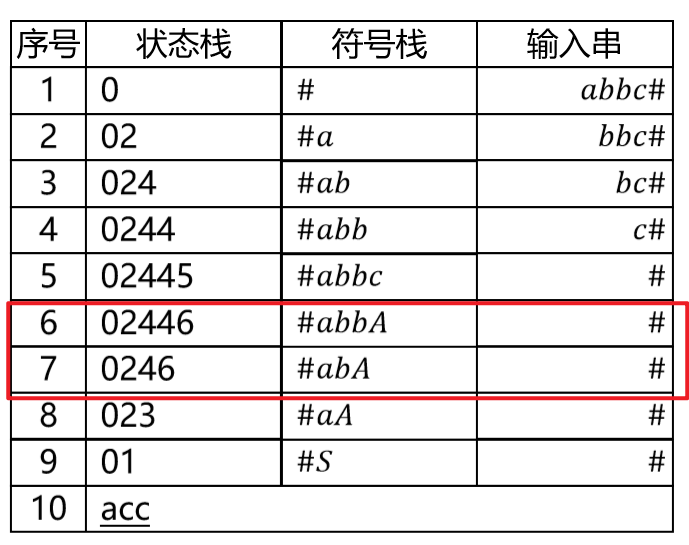 序号 状态栈 符号栈 输入串
1 0 # abbc#
2 02 #a bbc#
3 024 #ab bc#
4 0244 #abb c#
5 02445 #abbc #
6 02446 #abbA #
7 0246 #abA #
8 023 #aA #
9 01 #S #
10 acc